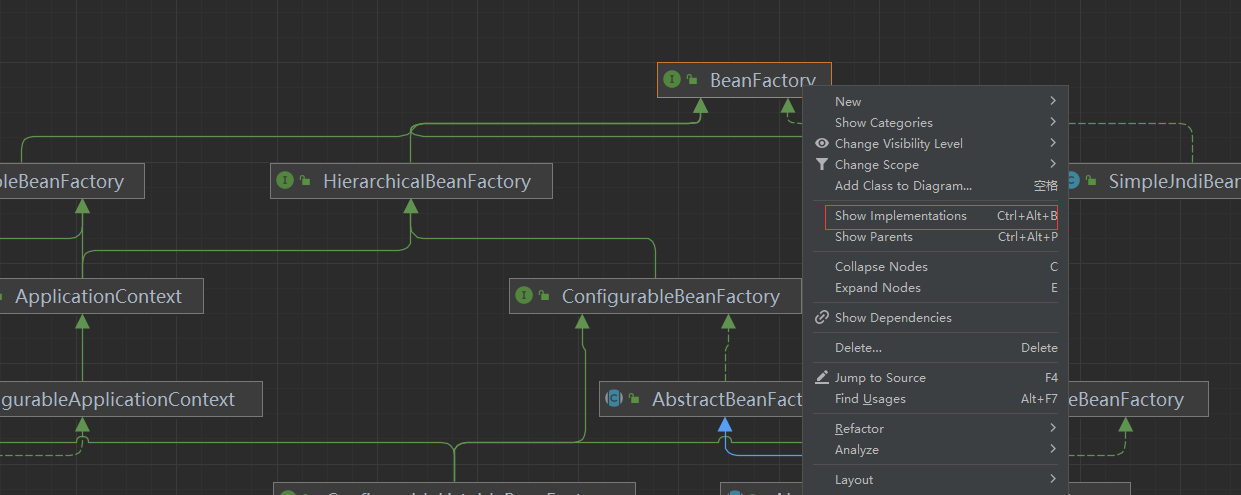 BeanFactory
New
Show Categories
Change Visibility Level
Change Scope
Add Class to Diagram... 空格
Show Implementations Ctrl+Alt+B
Show Parents Ctrl+Alt+P
Collapse Nodes C
Expand Nodes E
Show Dependencies
Delete... Delete
Jump to Source F4
Find Usages Alt+F7
Refactor
Analyze
Layout
leBeanFactory
HierarchicalBeanFactory
SimpleJndiBean
ApplicationContext
ConfigurableBeanFactory
gurableApplicationContext
AbstractBeanFact
eBeanFactory